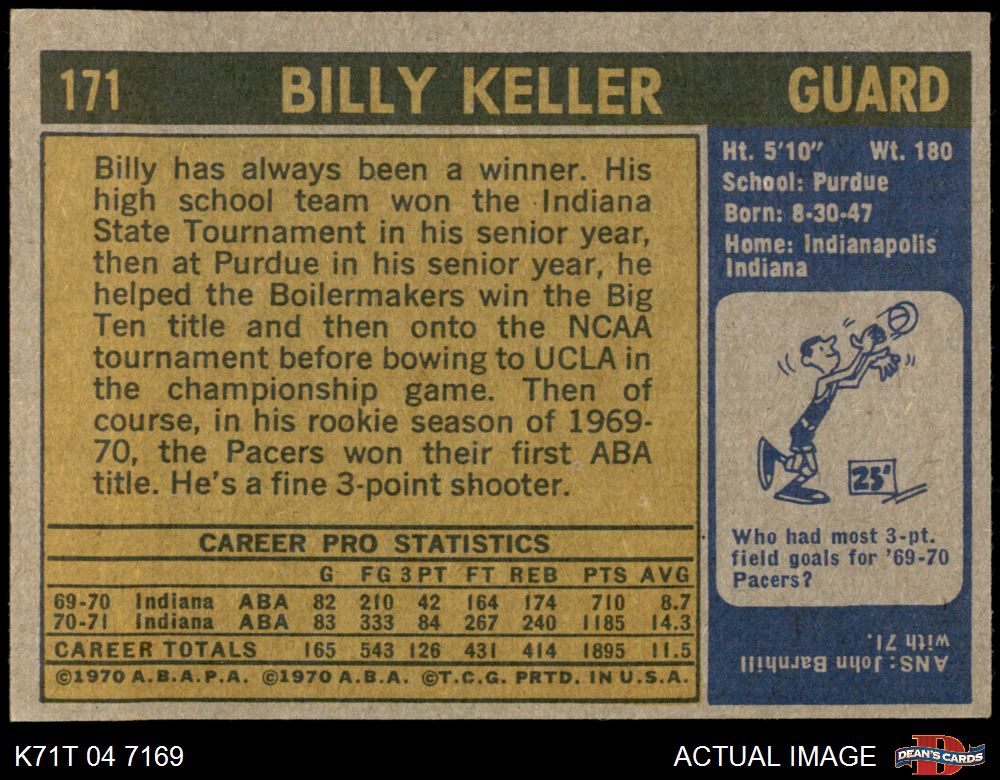 171 BILLY KELLER GUARD
Billy has always been a winner. His
high school team won the Indiana
State Tournament in his senior year,
then at Purdue in his senior year, he
helped the Boilermakers win the Big
Ten title and then onto the NCAA
tournament before bowing to UCLA in
the championship game. Then of
course, in his rookie season of 1969-
70, the Pacers won their first ABA
title. He's a fine 3-point shooter.
Ht. 5'10" Wt. 180
School: Purdue
Born: 8-30-47
Home: Indianapolis
Indiana
25'
Who had most 3-pt.
field goals for '69-70
Pacers?
ANS: John Barnhill
with 71.
CAREER PRO STATISTICS
G FG 3PT FT REB PTS AVG
69-70 Indiana ABA 82 210 42 164 174 710 8.7
70-71 Indiana ABA 83 333 84 267 240 1185 14.3
CAREER TOTALS 165 543 126 431 414 1895 11.5
©1970 A.B.A.P.A. ©1970 A.B.A. ©T.C.G. PRTD. IN U.S.A.
K71T 04 7169 ACTUAL IMAGE DEAN'S CARDS